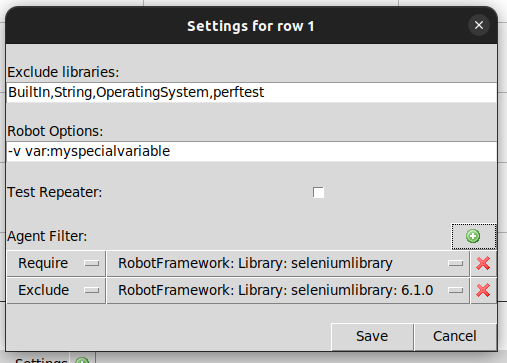 Settings for row 1
Exclude libraries:
BuiltIn,String,OperatingSystem,perftest
Robot Options:
-v var:myspecialvariable
Test Repeater:
Agent Filter:
Require RobotFramework: Library: seleniumlibrary
Exclude RobotFramework: Library: seleniumlibrary: 6.1.0
Save Cancel
Settings